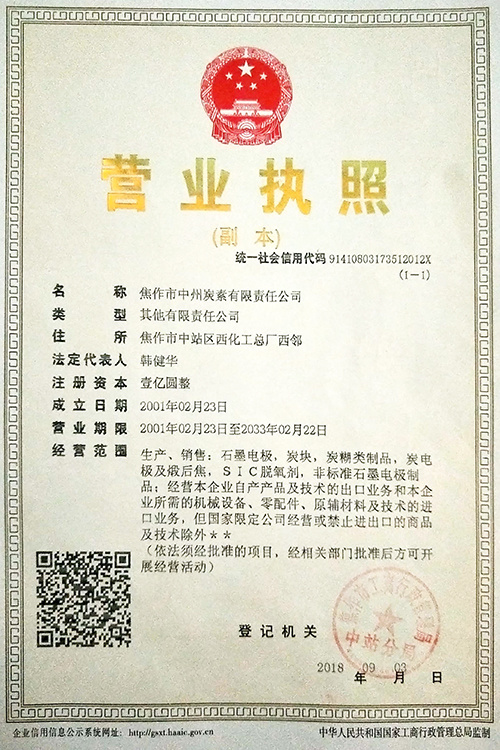 营业执照
(副 本)
统一社会信用代码 91410803173512012X
(1-1)
名 称 焦作市中州炭素有限责任公司
类 型 其他有限责任公司
住 所 焦作市中站区西化工总厂西邻
法定代表人 韩健华
注册资本 壹亿圆整
成立日期 2001年02月23日
营业期限 2001年02月23日至2033年02月22日
经营范围 生产、销售：石墨电极，炭块，炭糊类制品，炭电
极及煅后焦，SIC脱氧剂，非标准石墨电极制
品；经营本企业自产产品及技术的出口业务和本企
业所需的机械设备、零配件、原辅材料及技术的进
口业务，但国家限定公司经营或禁止进出口的商品
及技术除外**
(依法须经批准的项目，经相关部门批准后方可开
展经营活动)
登记机关
焦作市工商行政管理局
中站分局
2018 09 03
年 月 日
企业信用信息公示系统网址：http://gsxt.haaic.gov.cn
中华人民共和国国家工商行政管理总局监制